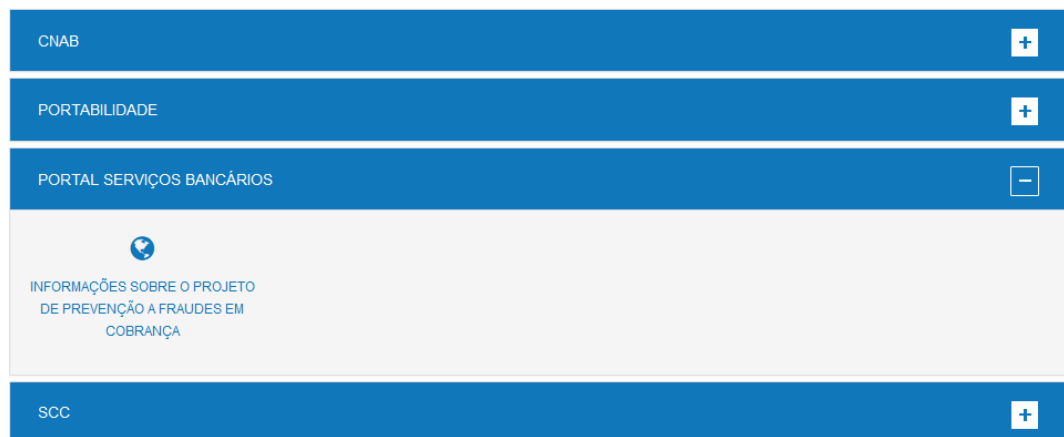 CNAB
PORTABILIDADE
PORTAL SERVIÇOS BANCÁRIOS
INFORMAÇÕES SOBRE O PROJETO
DE PREVENÇÃO A FRAUDES EM
COBRANÇA
SCC